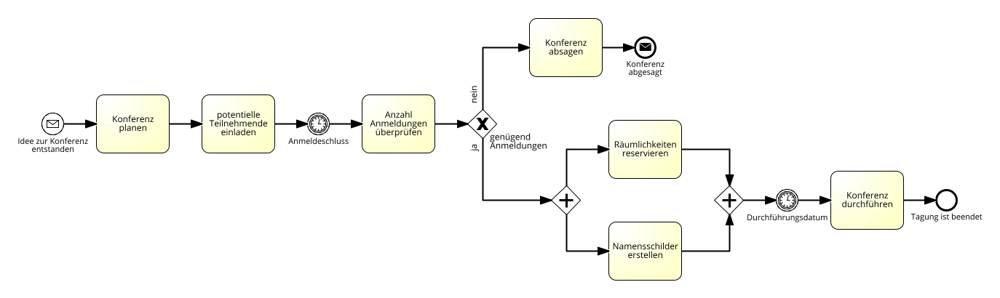 Idee zur Konferenz
entstanden
Konferenz
planen
potentielle
Teilnehmende
einladen
Anmeldeschluss
Anzahl
Anmeldungen
überprüfen
nein
ja
genügend
Anmeldungen
Konferenz
absagen
Konferenz
abgesagt
Räumlichkeiten
reservieren
Namensschilder
erstellen
Durchführungsdatum
Konferenz
durchführen
Tagung ist beendet